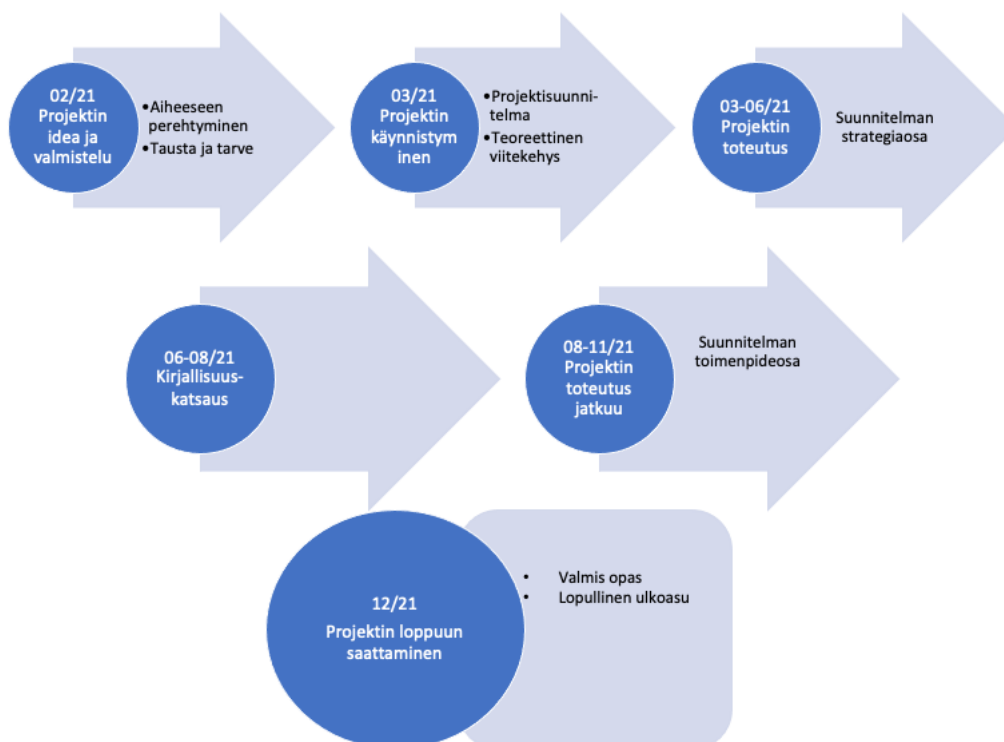 02/21
Projektin
idea ja
valmistelu
•Aiheeseen
perehtyminen
•Tausta ja tarve
03/21
Projektin
käynnistym
inen
•Projektisuunni-
telma
•Teoreettinen
viitekehys
03-06/21
Projektin
toteutus
Suunnitelman
strategiaosa
06-08/21
Kirjallisuus-
katsaus
08-11/21
Projektin
toteutus
jatkuu
Suunnitelman
toimenpideosa
12/21
Projektin loppuun
saattaminen
• Valmis opas
• Lopullinen ulkoasu